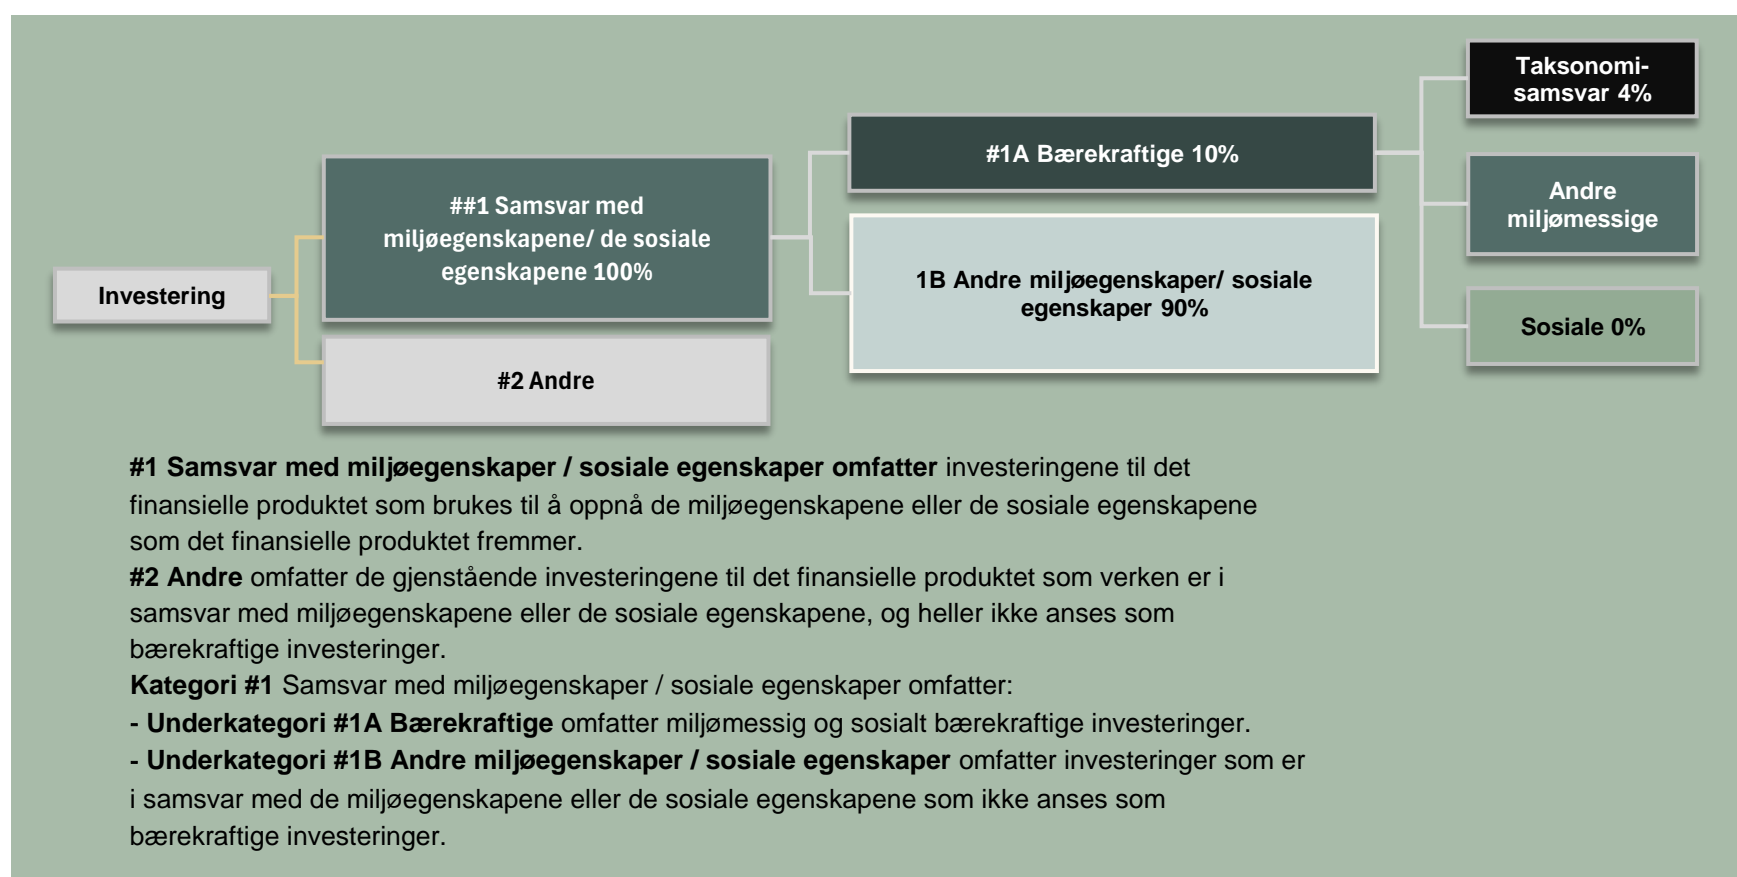 Investering
##1 Samsvar med
miljøegenskapene/ de sosiale
egenskapene 100%
#2 Andre
#1A Bærekraftige 10%
1B Andre miljøegenskaper/ sosiale
egenskaper 90%
Taksonomi-
samsvar 4%
Andre
miljømessige
Sosiale 0%
#1 Samsvar med miljøegenskaper / sosiale egenskaper omfatter investeringene til det
finansielle produktet som brukes til å oppnå de miljøegenskapene eller de sosiale egenskapene
som det finansielle produktet fremmer.
#2 Andre omfatter de gjenstående investeringene til det finansielle produktet som verken er i
samsvar med miljøegenskapene eller de sosiale egenskapene, og heller ikke anses som
bærekraftige investeringer.
Kategori #1 Samsvar med miljøegenskaper / sosiale egenskaper omfatter:
- Underkategori #1A Bærekraftige omfatter miljømessig og sosialt bærekraftige investeringer.
- Underkategori #1B Andre miljøegenskaper / sosiale egenskaper omfatter investeringer som er
i samsvar med de miljøegenskapene eller de sosiale egenskapene som ikke anses som
bærekraftige investeringer.